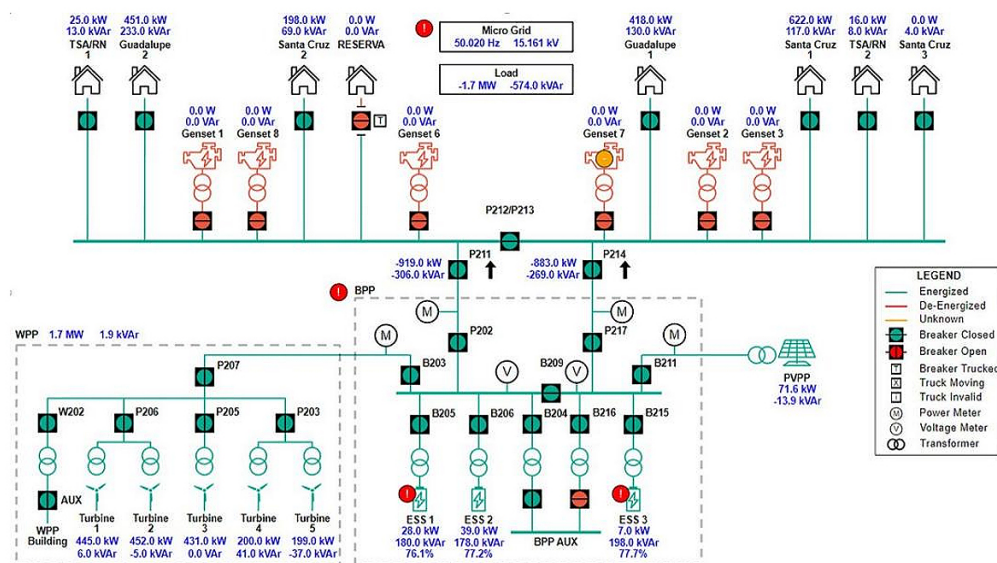 25.0 kW
13.0 kVAr
TSA/RN
1
451.0 kW
233.0 kVAr
Guadalupe
2
198.0 kW
69.0 kVAr
Santa Cruz
2
0.0 W
0.0 VAr
RESERVA
T
Micro Grid
50.020 Hz 15.161 kV
Load
-1.7 MW -574.0 kVAr
418.0 kW
130.0 kVAr
Guadalupe
1
622.0 kW
117.0 kVAr
Santa Cruz
1
16.0 kW
8.0 kVAr
TSA/RN
2
0.0 W
4.0 kVAr
Santa Cruz
3
0.0 W
0.0 VAr
Genset 1
0.0 W
0.0 VAr
Genset 8
0.0 W
0.0 VAr
Genset 6
0.0 W
0.0 VAr
Genset 7
0.0 W
0.0 VAr
Genset 2
0.0 W
0.0 VAr
Genset 3
P212/P213
P211
-919.0 kW
-306.0 kVAr
P214
-883.0 kW
-269.0 kVAr
BPP
M
M
P202
P217
M
M
B203
V
B209
V
B211
PVPP
71.6 kW
-13.9 kVAr
WPP 1.7 MW 1.9 kVAr
P207
W202
P206
P205
P203
AUX
WPP
Building
Turbine
1
445.0 kW
6.0 kVAr
Turbine
2
452.0 kW
-5.0 kVAr
Turbine
3
431.0 kW
0.0 VAr
Turbine
4
200.0 kW
41.0 kVAr
Turbine
5
199.0 kW
-37.0 kVAr
B205
B206
B204
B216
B215
ESS 1
28.0 kW
180.0 kVAr
76.1%
ESS 2
39.0 kW
178.0 kVAr
77.2%
BPP AUX
ESS 3
7.0 kW
198.0 kVAr
77.7%
LEGEND
Energized
De-Energized
Unknown
Breaker Closed
Breaker Open
T Breaker Trucked
X Truck Moving
Truck Invalid
M Power Meter
V Voltage Meter
Transformer